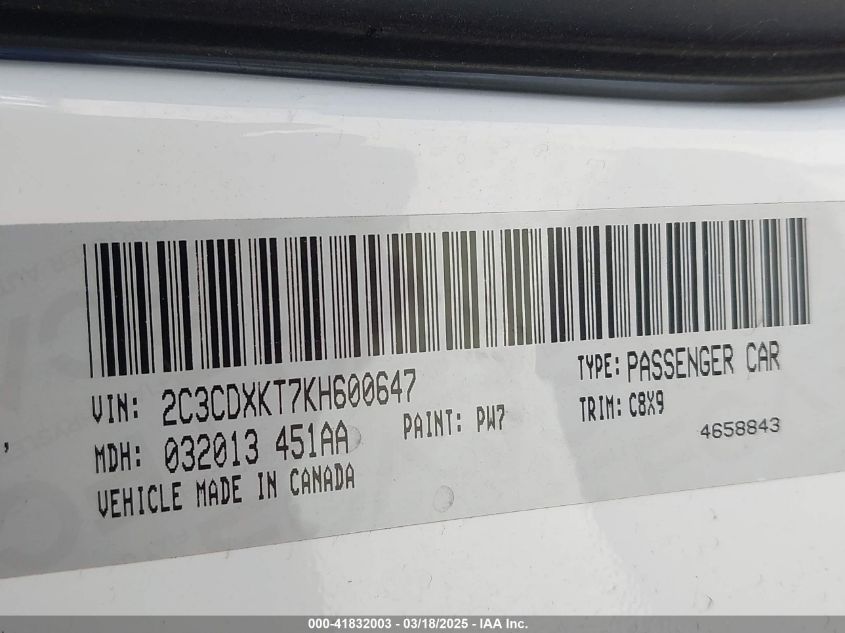 VIN: 2C3CDXKT7KH600647
TYPE: PASSENGER CAR
MDH: 032013 451AA
PAINT: PW7
TRIM: C8X9
VEHICLE MADE IN CANADA
4658843
000-41832003 - 03/18/2025 - IAA Inc.